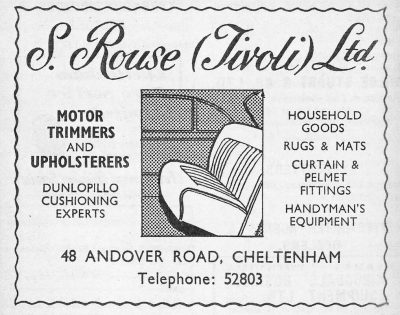 S. Rouse (Tivoli) Ltd.
MOTOR
TRIMMERS
AND
UPHOLSTERERS
DUNLOPILLO
CUSHIONING
EXPERTS
HOUSEHOLD
GOODS
RUGS & MATS
CURTAIN &
PELMET
FITTINGS
HANDYMAN'S
EQUIPMENT
48 ANDOVER ROAD, CHELTENHAM
Telephone: 52803